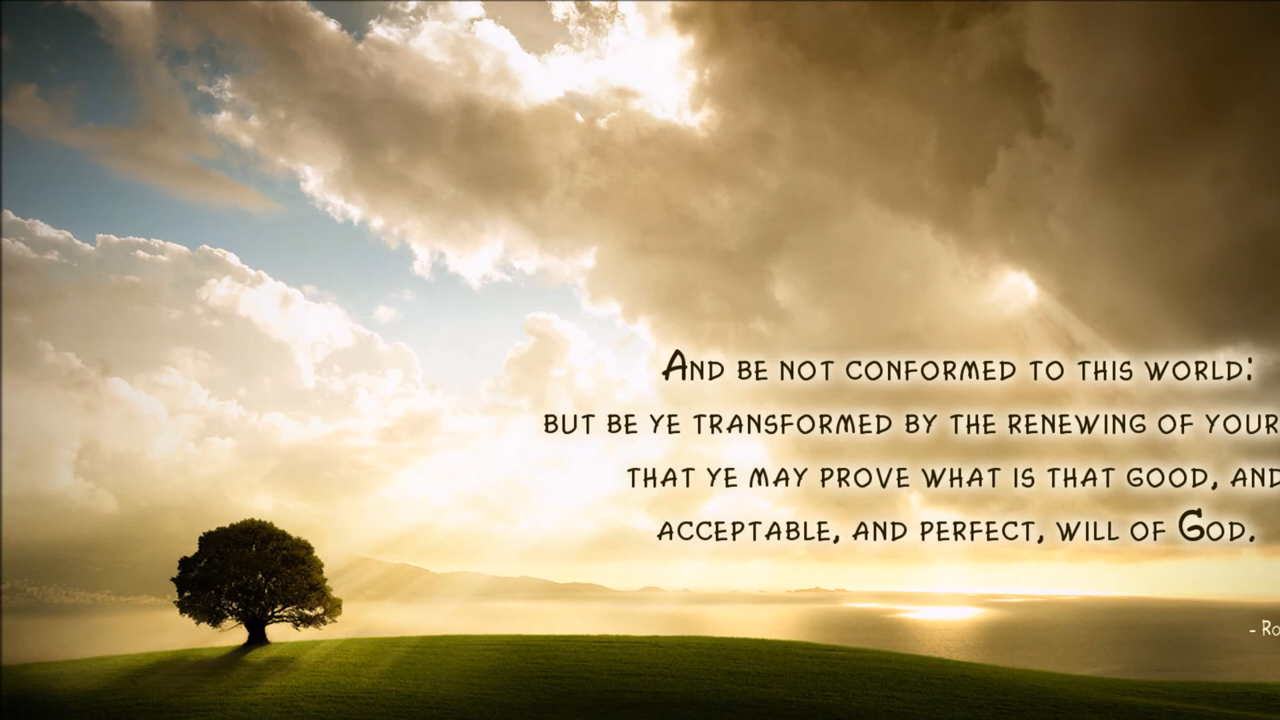 And be not conformed to this world:
but be ye transformed by the renewing of your
that ye may prove what is that good, and
acceptable, and perfect, will of God.
- Ro